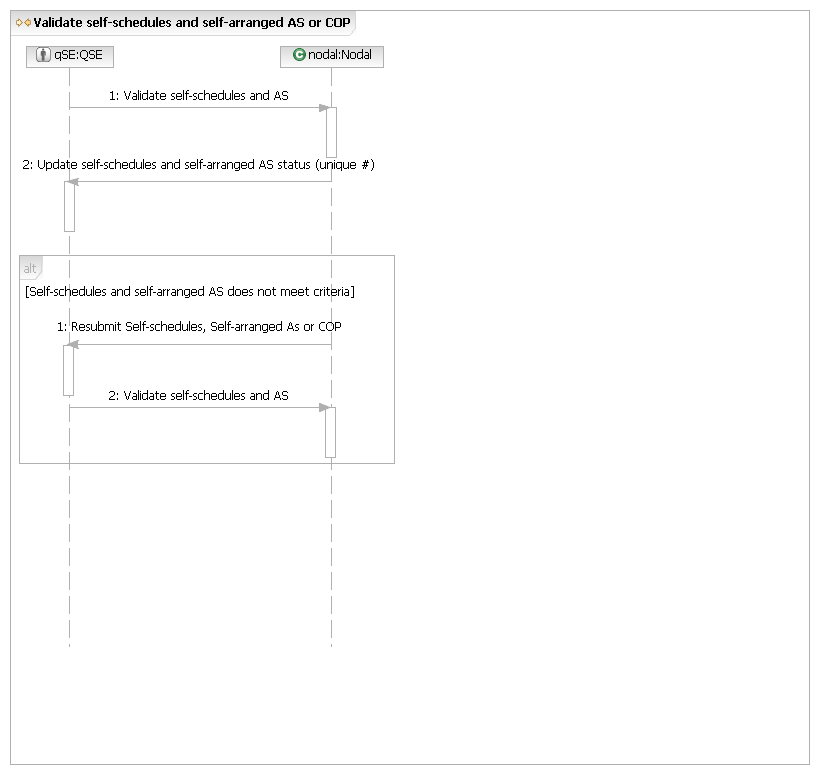 Validate self-schedules and self-arranged AS or COP
qSE:QSE
C nodal:Nodal
1: Validate self-schedules and AS
2: Update self-schedules and self-arranged AS status (unique #)
alt
[Self-schedules and self-arranged AS does not meet criteria]
1: Resubmit Self-schedules, Self-arranged As or COP
2: Validate self-schedules and AS